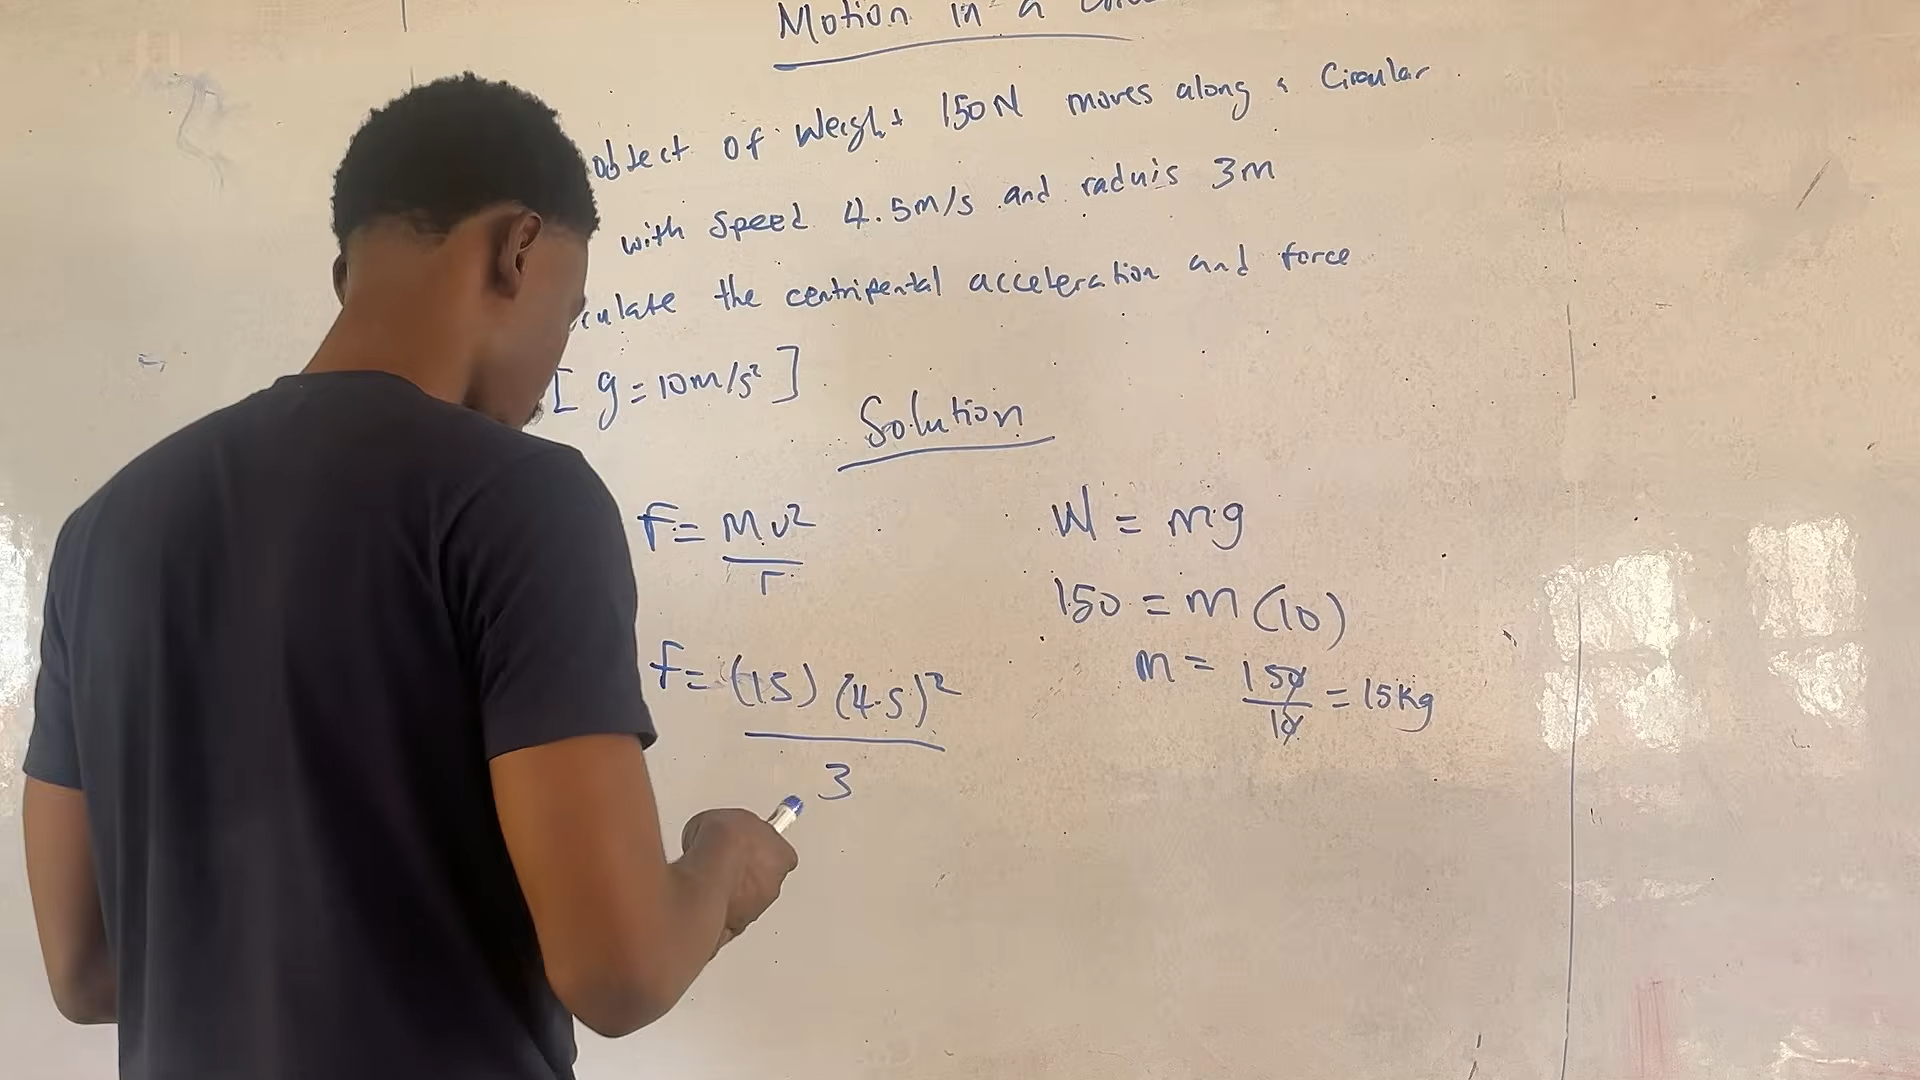 Motion in a
object of Weight 150N moves along a Circular
with Speed 4.5m/s and raduis 3m
culate the centripental acceleration and force
[ g = 10m/s² ]
Solution
F = Mv²
r
W = mg
150 = m (10)
F = (15) (4.5)²
3
m = 150
10
= 15kg